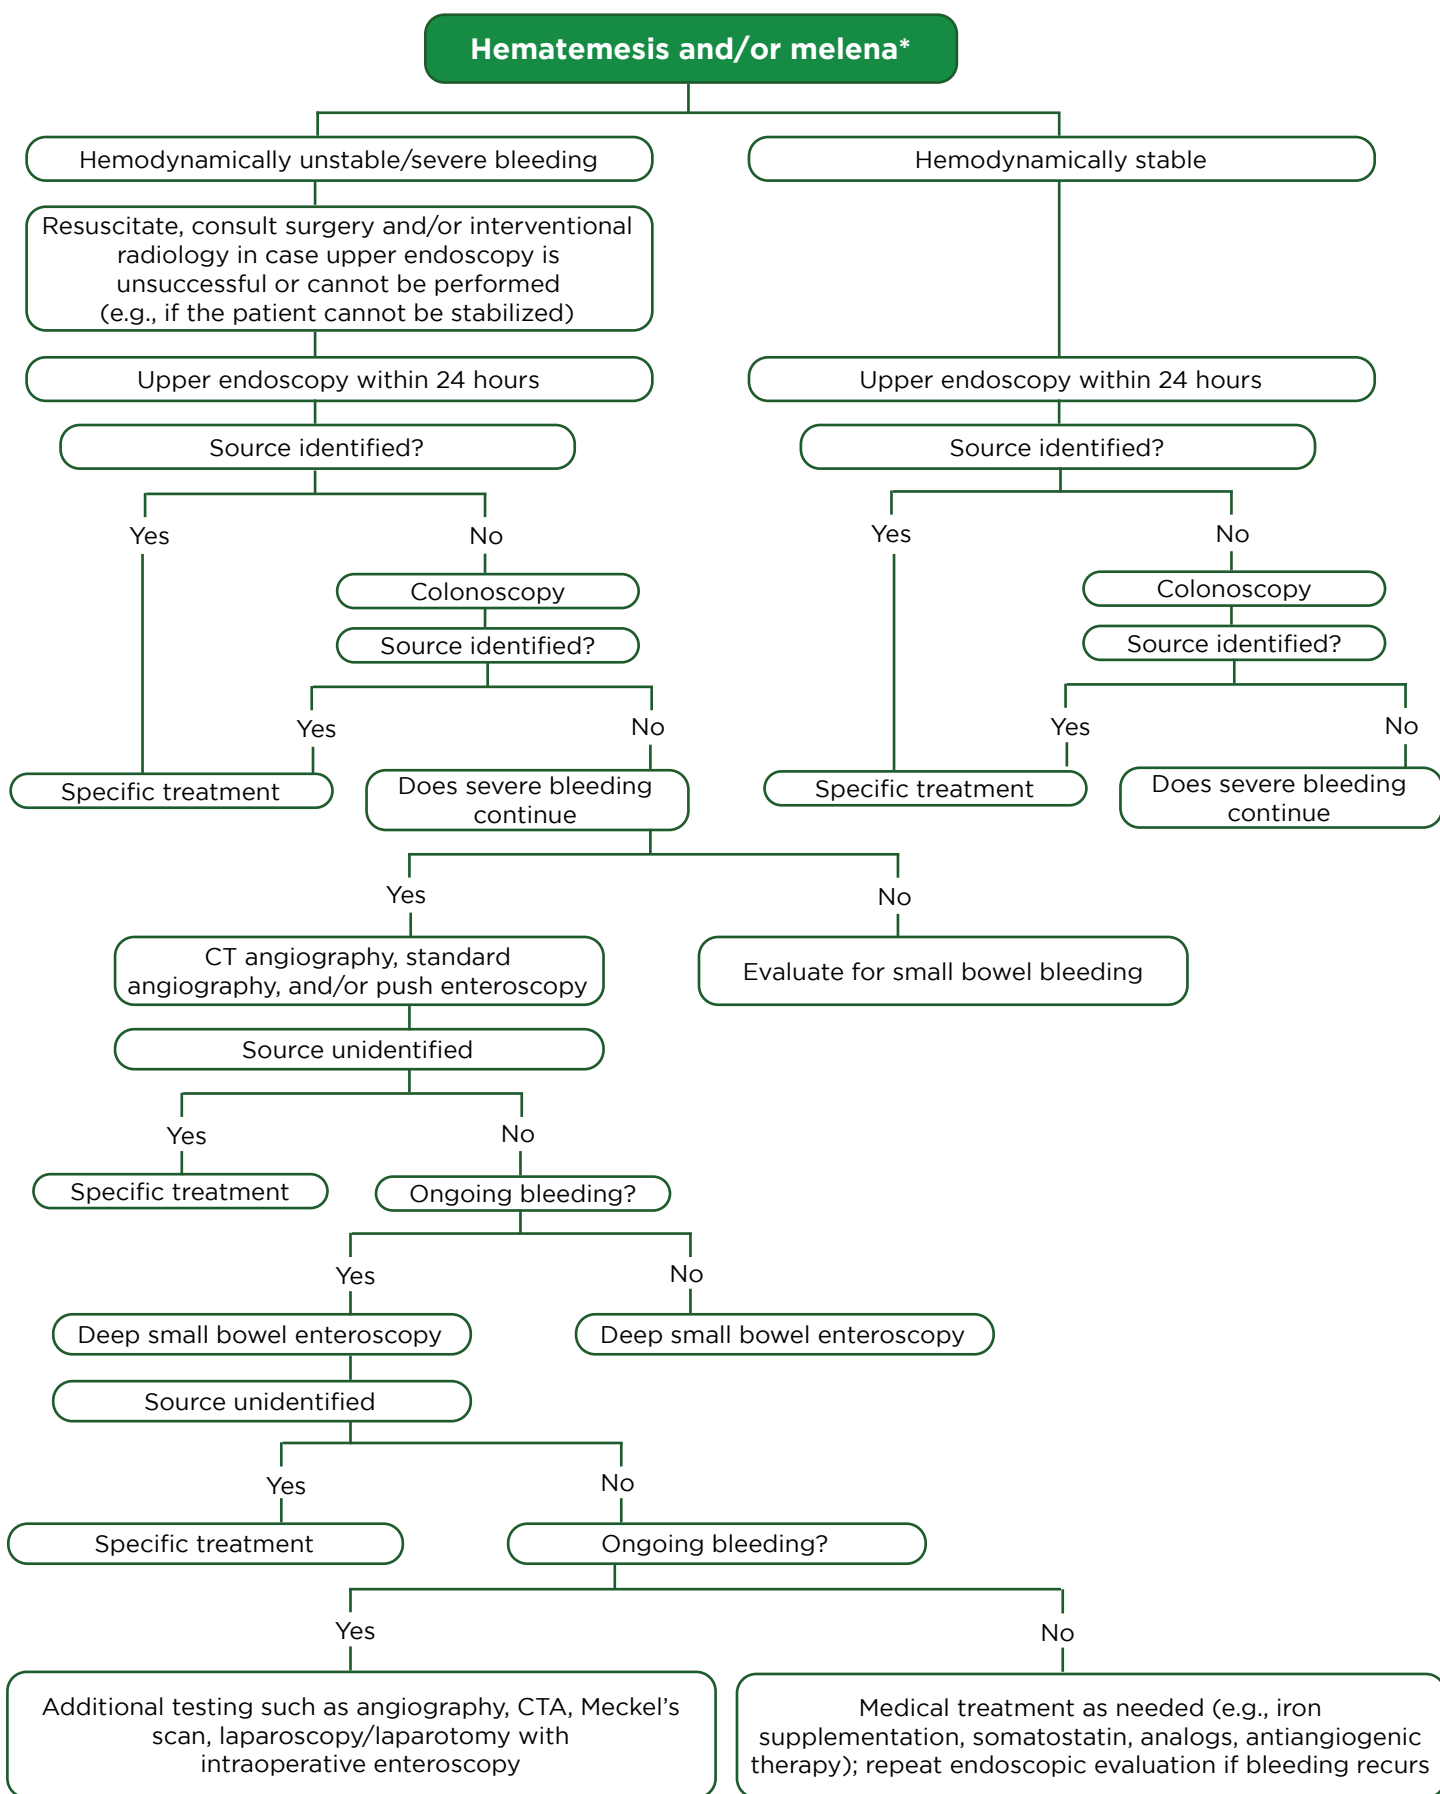 Hematemesis and/or melena*
Hemodynamically unstable/severe bleeding
Hemodynamically stable
Resuscitate, consult surgery and/or interventional
radiology in case upper endoscopy is
unsuccessful or cannot be performed
(e.g., if the patient cannot be stabilized)
Upper endoscopy within 24 hours
Upper endoscopy within 24 hours
Source identified?
Source identified?
Yes
No
Yes
No
Colonoscopy
Colonoscopy
Source identified?
Source identified?
Yes
No
Yes
No
Specific treatment
Does severe bleeding
continue
Specific treatment
Does severe bleeding
continue
Yes
No
CT angiography, standard
angiography, and/or push enteroscopy
Evaluate for small bowel bleeding
Source unidentified
Yes
No
Specific treatment
Ongoing bleeding?
Yes
No
Deep small bowel enteroscopy
Deep small bowel enteroscopy
Source unidentified
Yes
No
Specific treatment
Ongoing bleeding?
Yes
No
Additional testing such as angiography, CTA, Meckel's
scan, laparoscopy/laparotomy with
intraoperative enteroscopy
Medical treatment as needed (e.g., iron
supplementation, somatostatin, analogs, antiangiogenic
therapy); repeat endoscopic evaluation if bleeding recurs